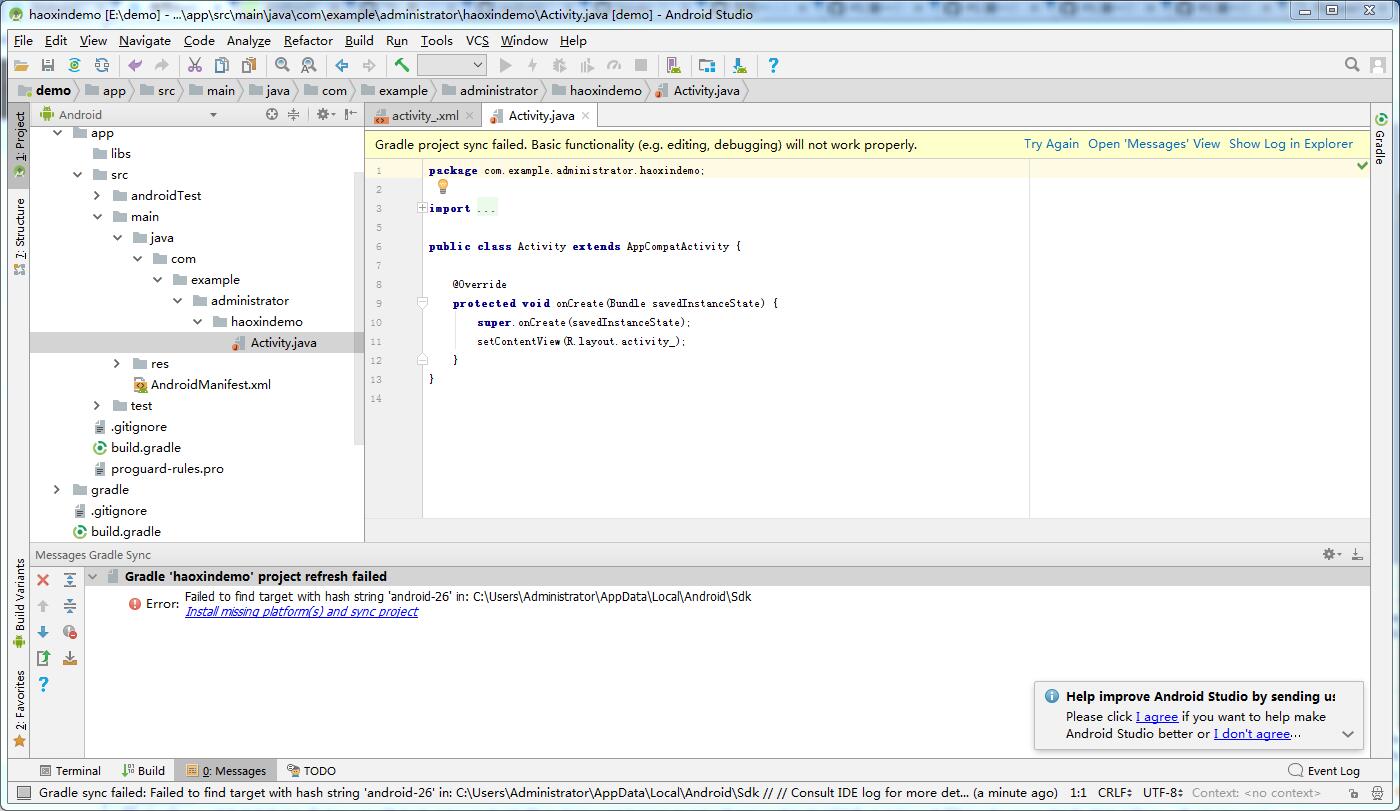 haoxindemo [E:\demo] - ...\app\src\main\java\com\example\administrator\haoxindemo\Activity.java [demo] - Android Studio
File Edit View Navigate Code Analyze Refactor Build Run Tools VCS Window Help
demo app src main java com example administrator haoxindemo Activity.java
1: Project
7: Structure
Build Variants
2: Favorites
Android
app
libs
src
androidTest
main
java
com
example
administrator
haoxindemo
Activity.java
res
AndroidManifest.xml
test
.gitignore
build.gradle
proguard-rules.pro
gradle
.gitignore
build.gradle
activity_.xml Activity.java
Gradle project sync failed. Basic functionality (e.g. editing, debugging) will not work properly. Try Again Open 'Messages' View Show Log in Explorer
1 package com.example.administrator.haoxindemo;
2
3 import ...
5
6 public class Activity extends AppCompatActivity {
7
8 @Override
9 protected void onCreate(Bundle savedInstanceState) {
10 super.onCreate(savedInstanceState);
11 setContentView(R.layout.activity_);
12 }
13 }
14
Gradle
Messages Gradle Sync
Gradle 'haoxindemo' project refresh failed
Error: Failed to find target with hash string 'android-26' in: C:\Users\Administrator\AppData\Local\Android\Sdk
Install missing platform(s) and sync project
Help improve Android Studio by sending us
Please click I agree if you want to help make
Android Studio better or I don't agree...
Terminal Build 0: Messages TODO Event Log
Gradle sync failed: Failed to find target with hash string 'android-26' in: C:\Users\Administrator\AppData\Local\Android\Sdk // // Consult IDE log for more det... (a minute ago) 1:1 CRLF UTF-8 Context: <no context>